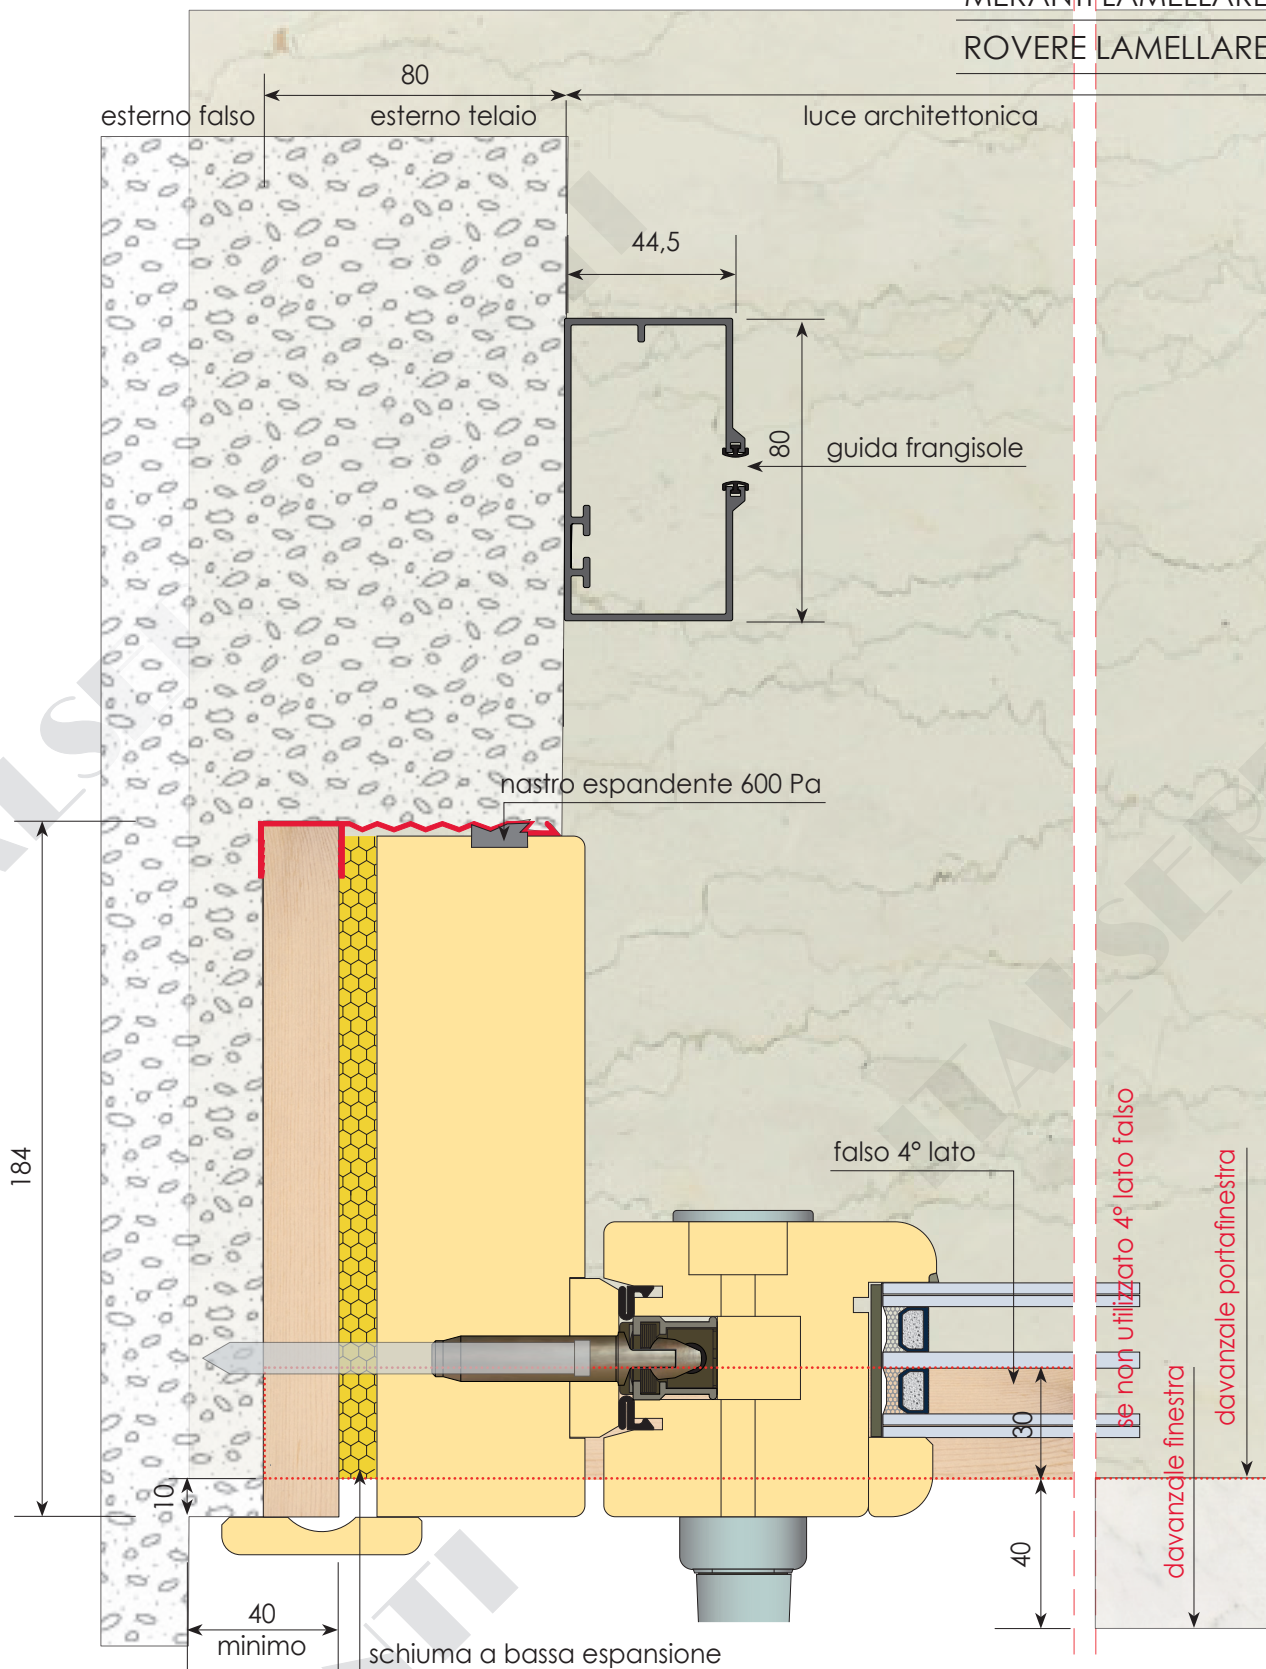 MERANTI LAMELLARE
ROVERE LAMELLARE
80
esterno falso
esterno telaio
luce architettonica
44,5
80
guida frangisole
nastro espandente 600 Pa
184
falso 4° lato
se non utilizzato 4° lato falso
davanzale portafinestra
davanzale finestra
30
10
40
40
minimo
schiuma a bassa espansione